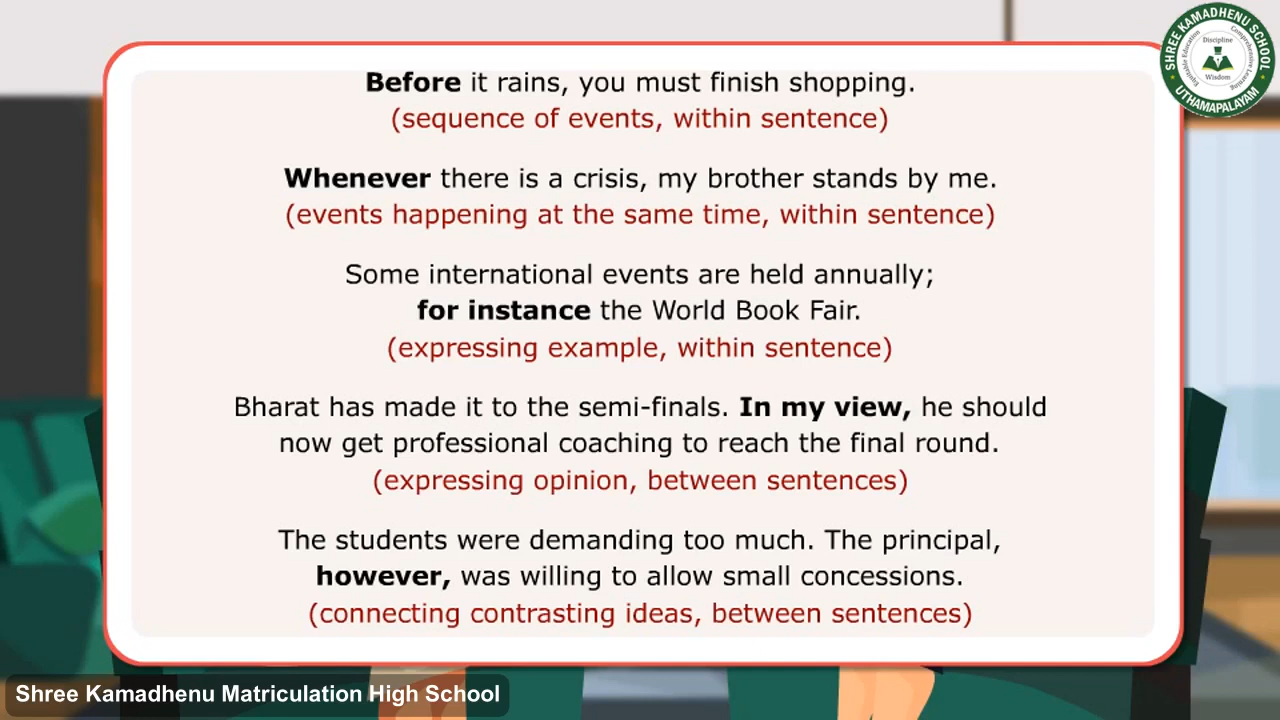 Before it rains, you must finish shopping.
(sequence of events, within sentence)
Whenever there is a crisis, my brother stands by me.
(events happening at the same time, within sentence)
Some international events are held annually;
for instance the World Book Fair.
(expressing example, within sentence)
Bharat has made it to the semi-finals. In my view, he should
now get professional coaching to reach the final round.
(expressing opinion, between sentences)
The students were demanding too much. The principal,
however, was willing to allow small concessions.
(connecting contrasting ideas, between sentences)
SHREE KAMADHENU SCHOOL
UTHAMAPALAYAM
Equitable Education
Discipline
Comprehensive Learning
Wisdom
Shree Kamadhenu Matriculation High School